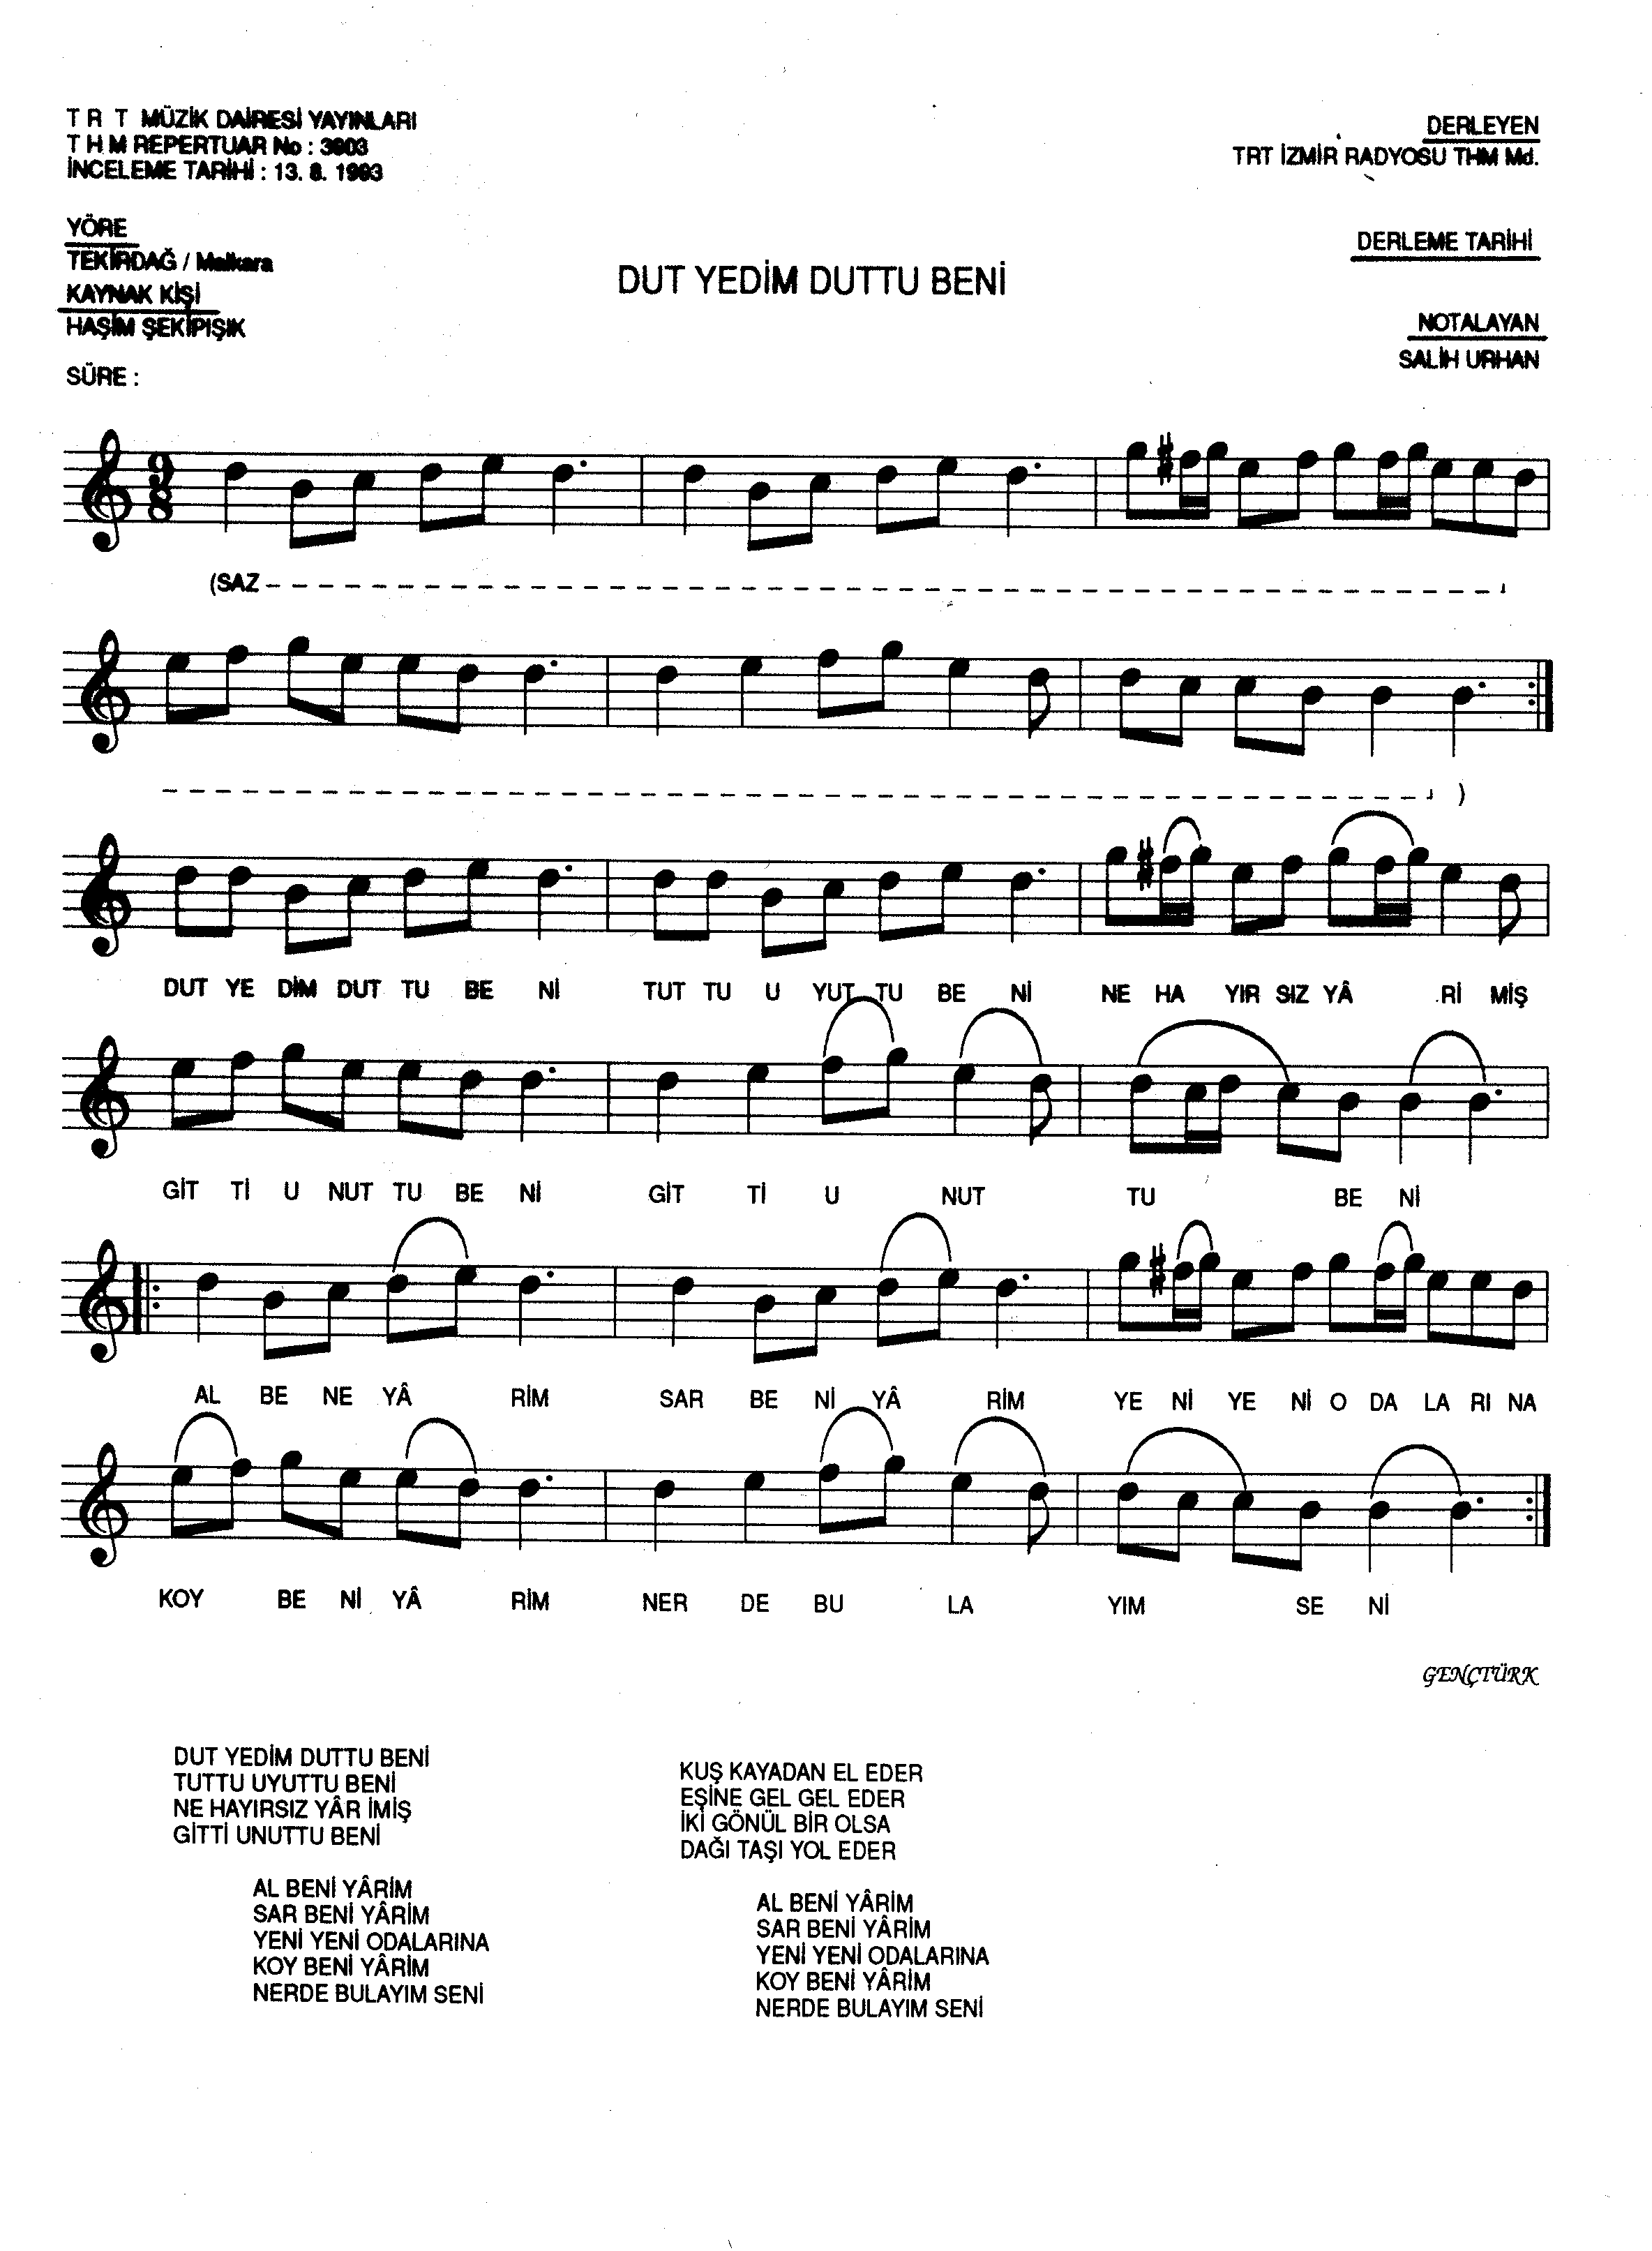 T R T MÜZİK DAİRESİ YAYINLARI
T H M REPERTUAR No : 3903
İNCELEME TARİHİ : 13. 8. 1993
DERLEYEN
TRT İZMİR RADYOSU THM Md.
YÖRE
TEKİRDAĞ / Malkara
KAYNAK KİŞİ
HAŞİM ŞEKİPIŞIK
SÜRE :
DERLEME TARİHİ
DUT YEDİM DUTTU BENİ
NOTALAYAN
SALİH URHAN
9
8
(SAZ
)
DUT YE DİM DUT TU BE Nİ TUT TU U YUT TU BE Nİ NE HA YIR SIZ YÂ Rİ MİŞ
GİT Tİ U NUT TU BE Nİ GİT Tİ U NUT TU BE Nİ
AL BE NE YÂ RİM SAR BE Nİ YÂ RİM YE Nİ YE Nİ O DA LA RI NA
KOY BE Nİ YÂ RİM NER DE BU LA YIM SE Nİ
GENÇTÜRK
DUT YEDİM DUTTU BENİ
TUTTU UYUTTU BENİ
NE HAYIRSIZ YÂR İMİŞ
GİTTİ UNUTTU BENİ
AL BENİ YÂRİM
SAR BENİ YÂRİM
YENİ YENİ ODALARINA
KOY BENİ YÂRİM
NERDE BULAYIM SENİ
KUŞ KAYADAN EL EDER
EŞİNE GEL GEL EDER
İKİ GÖNÜL BİR OLSA
DAĞI TAŞI YOL EDER
AL BENİ YÂRİM
SAR BENİ YÂRİM
YENİ YENİ ODALARINA
KOY BENİ YÂRİM
NERDE BULAYIM SENİ